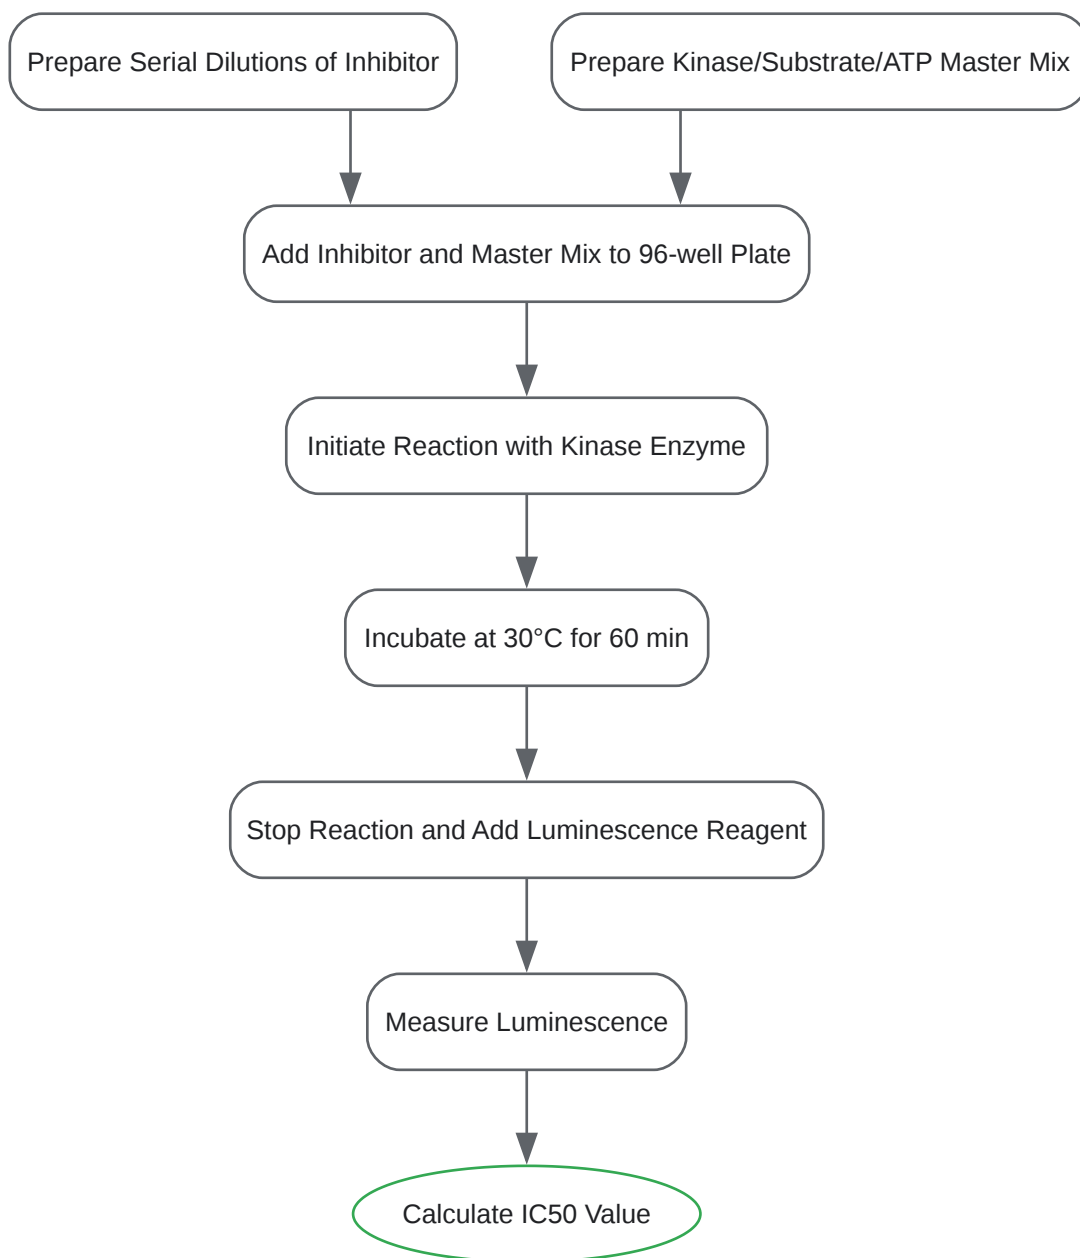 Prepare Serial Dilutions of Inhibitor
Prepare Kinase/Substrate/ATP Master Mix
Add Inhibitor and Master Mix to 96-well Plate
Initiate Reaction with Kinase Enzyme
Incubate at 30°C for 60 min
Stop Reaction and Add Luminescence Reagent
Measure Luminescence
Calculate IC50 Value